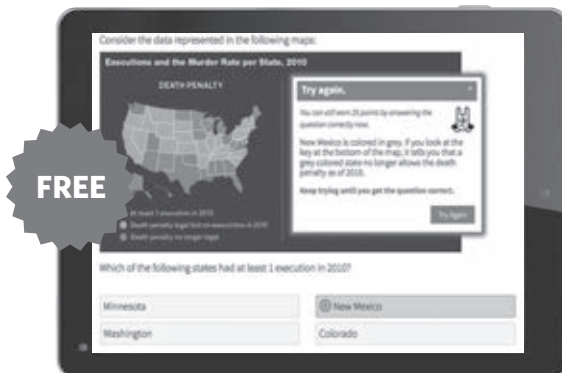 Consider the data represented in the following maps:
Executions and the Murder Rate per State, 2010
DEATH PENALTY
Try again.
You can still earn 25 points by answering the
question correctly now.
New Mexico is colored in grey. If you look at the
key at the bottom of the map, it tells you that a
grey colored state no longer allows the death
penalty as of 2010.
Keep trying until you get the question correct.
Try Again
FREE
At least 1 execution in 2010
Death penalty legal but no executions in 2010
Death penalty no longer legal
Which of the following states had at least 1 execution in 2010?
Minnesota
New Mexico
Washington
Colorado